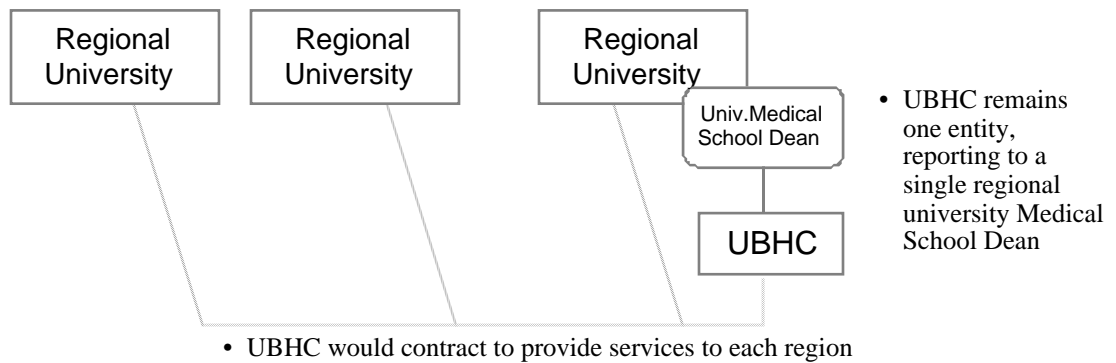 Regional
University
Regional
University
Regional
University
Univ.Medical
School Dean
• UBHC remains
one entity,
reporting to a
single regional
university Medical
School Dean
UBHC
• UBHC would contract to provide services to each region